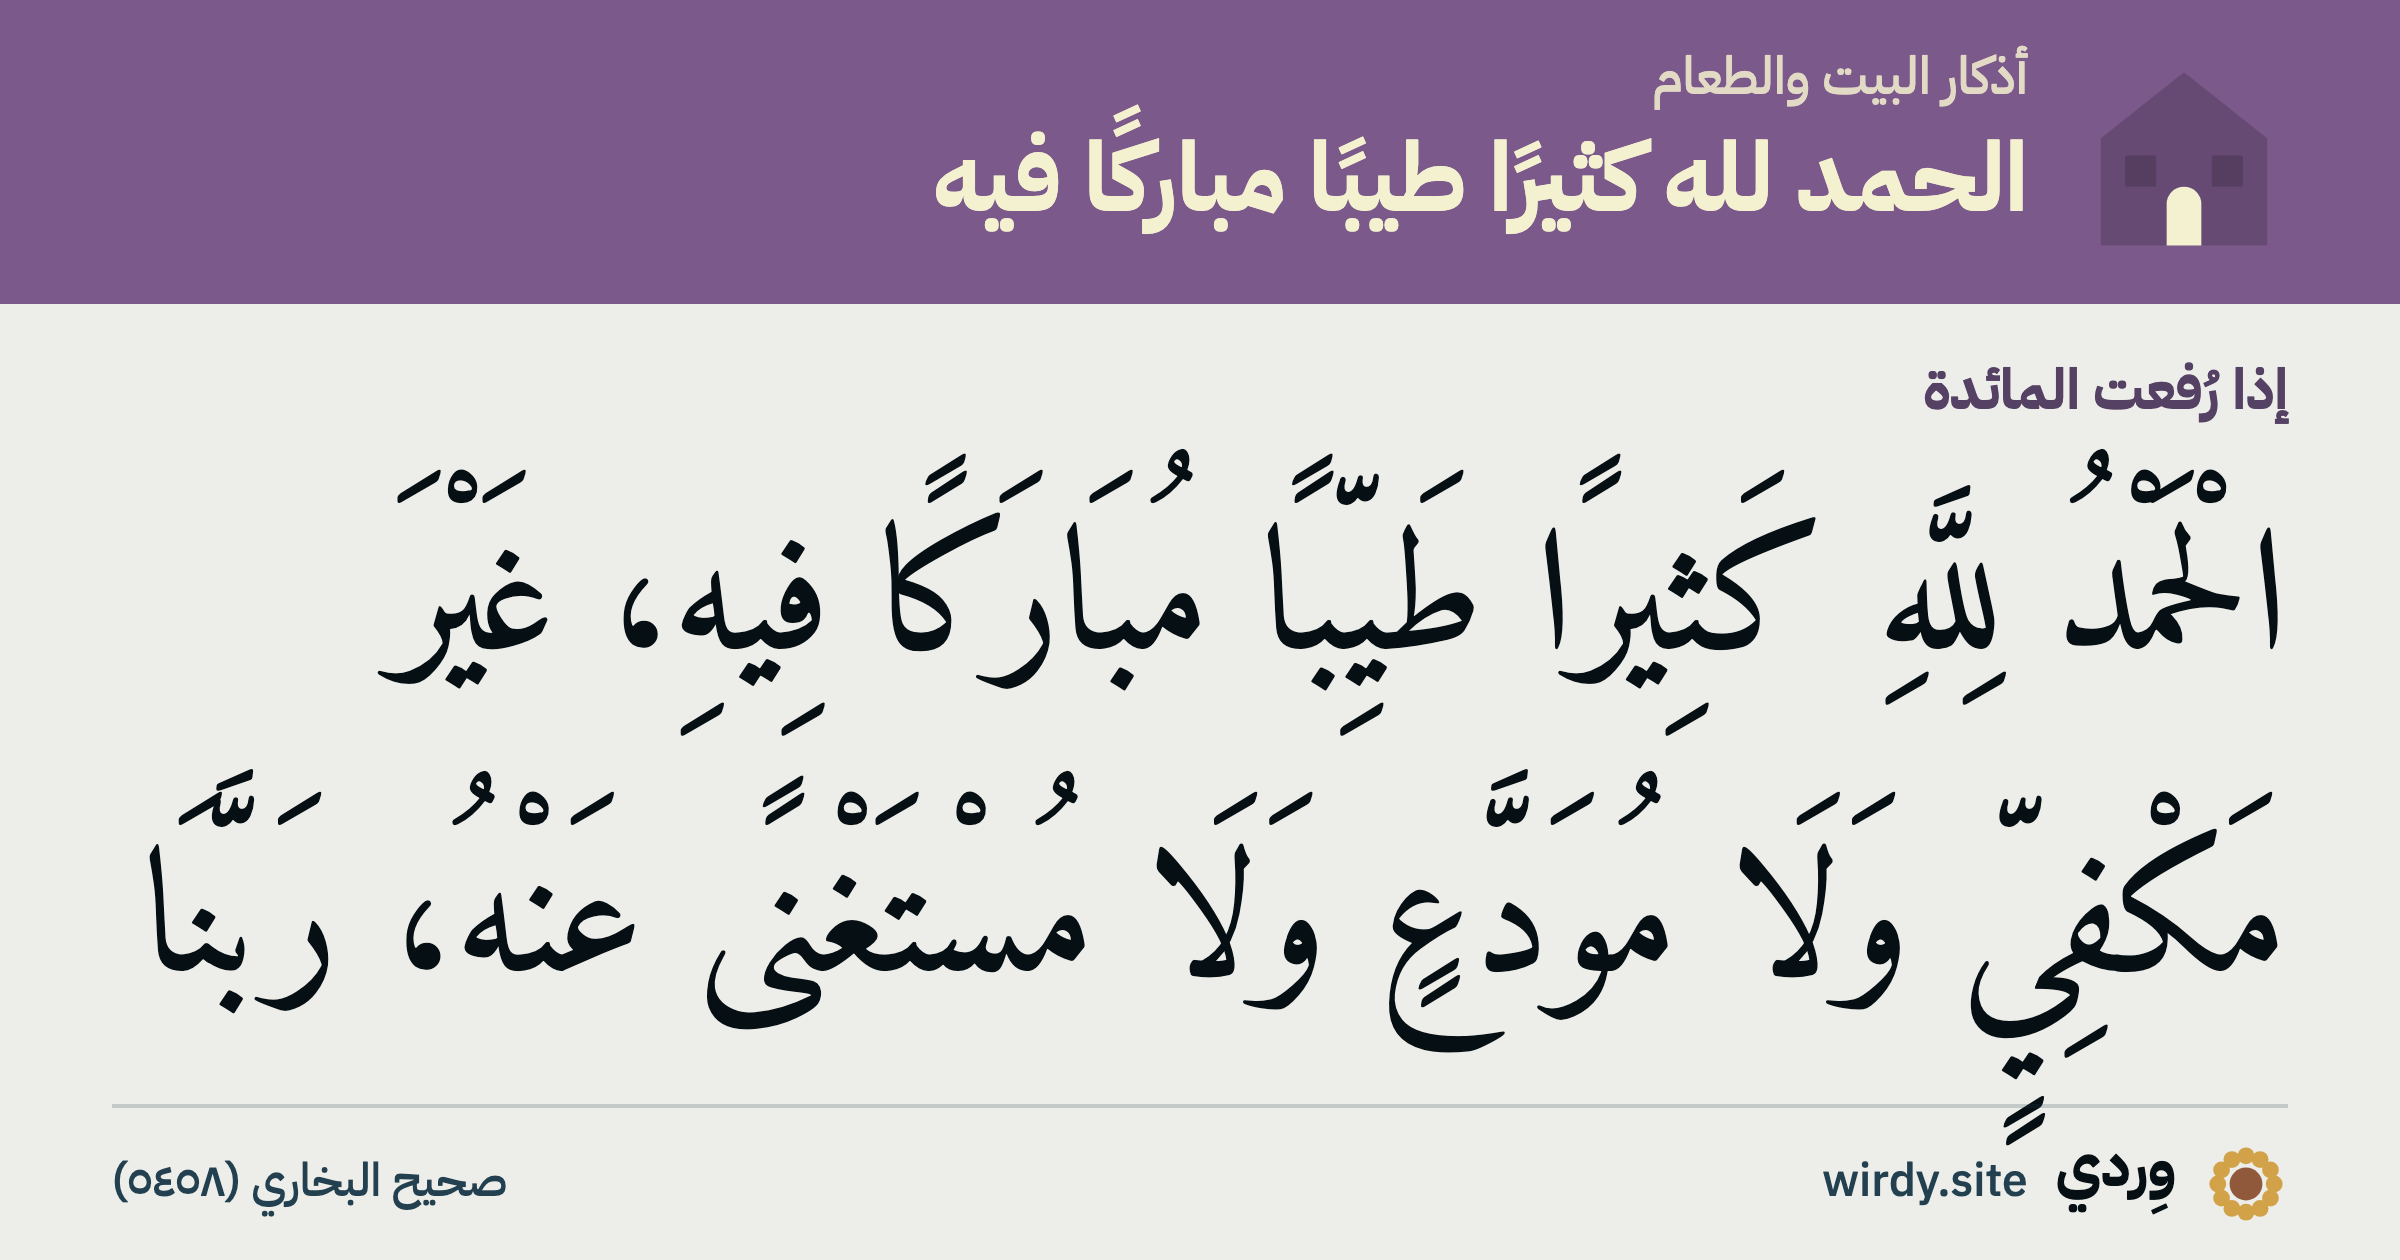 أذكار البيت والطعام
الحمد لله كثيرًا طيبًا مباركًا فيه
إذا رُفعت المائدة
الْحَمْدُ لِلَّهِ كَثِيرًا طَيِّبًا مُبَارَكًا فِيهِ، غَيْرَ
مَكْفِيٍّ وَلَا مُوَدَّعٍ وَلَا مُسْتَغْنًى عَنْهُ، رَبَّنَا
وِردي wirdy.site
صحيح البخاري (٥٤٥٨)